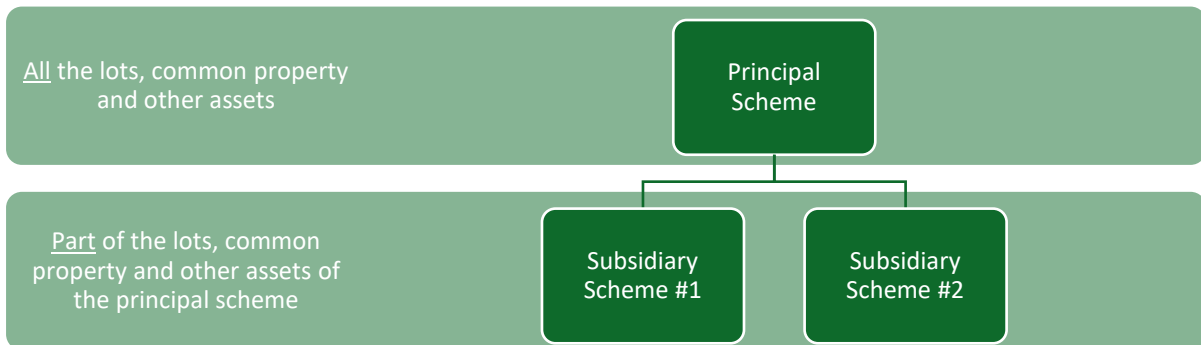 All the lots, common property
and other assets
Principal
Scheme
Part of the lots, common
property and other assets of
the principal scheme
Subsidiary
Scheme #1
Subsidiary
Scheme #2